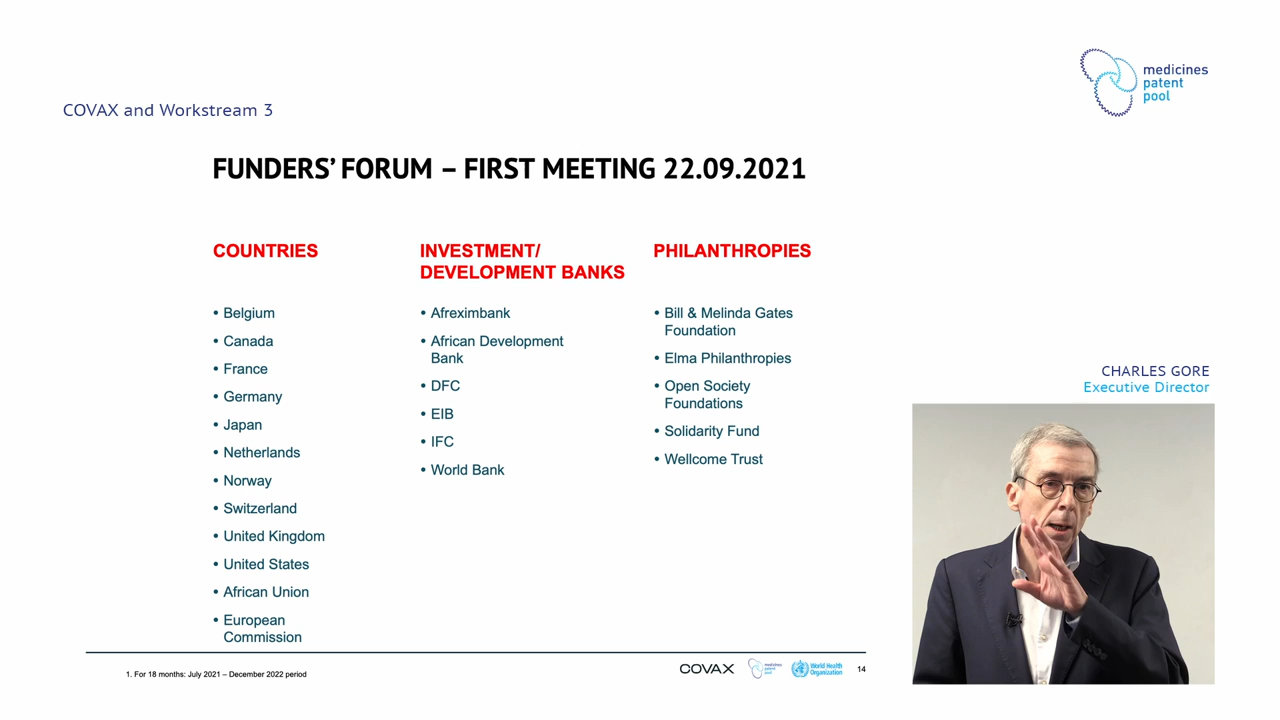 medicines
patent
pool
COVAX and Workstream 3
FUNDERS’ FORUM – FIRST MEETING 22.09.2021
COUNTRIES
• Belgium
• Canada
• France
• Germany
• Japan
• Netherlands
• Norway
• Switzerland
• United Kingdom
• United States
• African Union
• European
Commission
INVESTMENT/
DEVELOPMENT BANKS
• Afreximbank
• African Development
Bank
• DFC
• EIB
• IFC
• World Bank
PHILANTHROPIES
• Bill & Melinda Gates
Foundation
• Elma Philanthropies
• Open Society
Foundations
• Solidarity Fund
• Wellcome Trust
CHARLES GORE
Executive Director
1. For 18 months: July 2021 – December 2022 period
COVAX
medicines
patent
pool
World Health
Organization
14